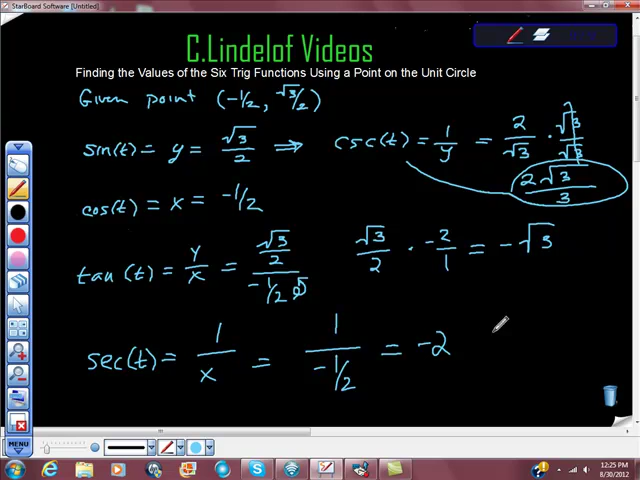 StarBoard Software [Untitled]
C.Lindelof Videos
Finding the Values of the Six Trig Functions Using a Point on the Unit Circle
Given point (-1/2, √3/2)
sin(t) = y = √3/2 ⇒ csc(t) = 1/y = 2/√3 · √3/√3
2√3/3
cos(t) = x = -1/2
tan(t) = y/x = (√3/2)/(-1/2) √3/2 · -2/1 = -√3
sec(t) = 1/x = 1/(-1/2) = -2
MENU
12:25 PM
8/30/2012